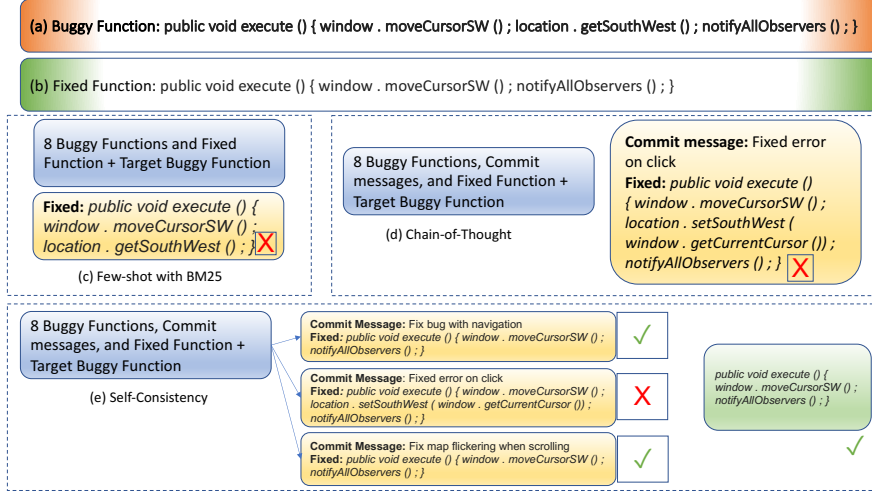 (a) Buggy Function: public void execute () { window . moveCursorSW () ; location . getSouthWest () ; notifyAllObservers () ; }
(b) Fixed Function: public void execute () { window . moveCursorSW () ; notifyAllObservers () ; }
8 Buggy Functions and Fixed
Function + Target Buggy Function
Fixed: public void execute () {
window . moveCursorSW () ;
location . getSouthWest () ; }
X
(c) Few-shot with BM25
8 Buggy Functions, Commit
messages, and Fixed Function +
Target Buggy Function
(d) Chain-of-Thought
Commit message: Fixed error
on click
Fixed: public void execute ()
{ window . moveCursorSW () ;
location . setSouthWest (
window . getCurrentCursor ()) ;
notifyAllObservers () ; }
X
8 Buggy Functions, Commit
messages, and Fixed Function +
Target Buggy Function
(e) Self-Consistency
Commit Message: Fix bug with navigation
Fixed: public void execute () { window . moveCursorSW () ;
notifyAllObservers () ; }
✓
Commit Message: Fixed error on click
Fixed: public void execute () { window . moveCursorSW () ;
location . setSouthWest ( window . getCurrentCursor ()) ;
notifyAllObservers () ; }
X
Commit Message: Fix map flickering when scrolling
Fixed: public void execute () { window . moveCursorSW () ;
notifyAllObservers () ; }
✓
public void execute () {
window . moveCursorSW () ;
notifyAllObservers () ; }
✓